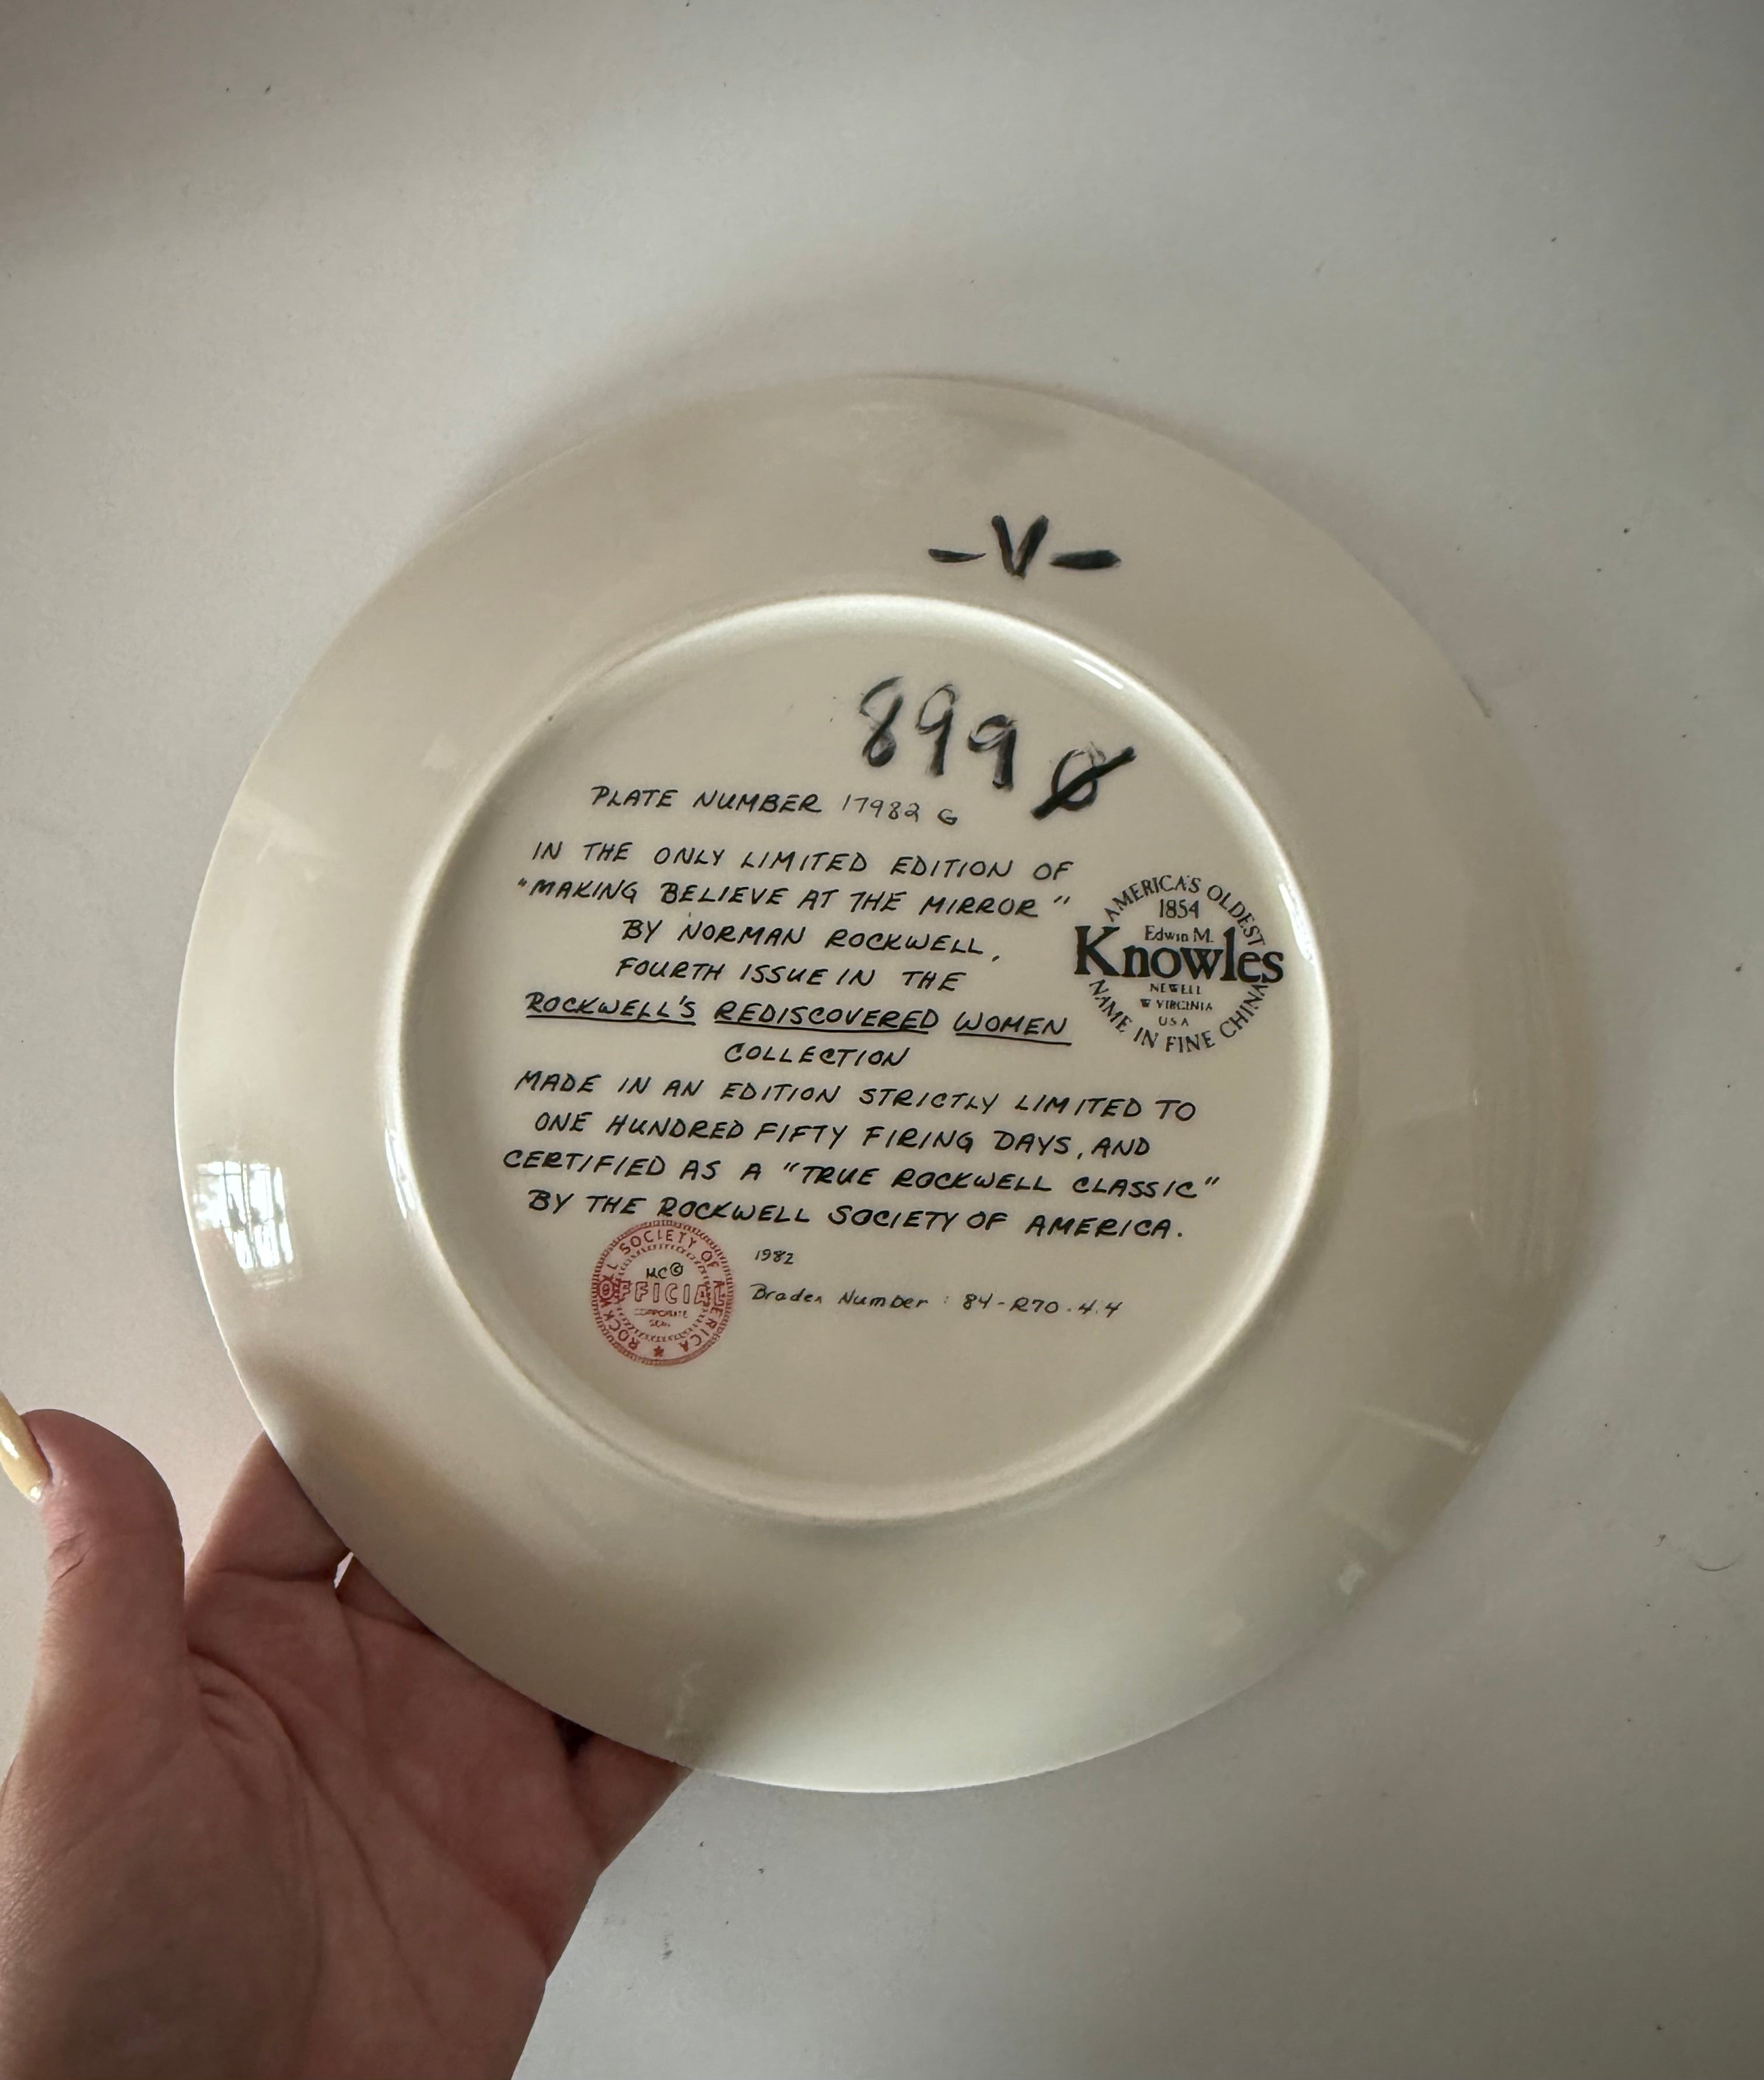 -V-
899 Ø
PLATE NUMBER 17982 G
IN THE ONLY LIMITED EDITION OF
"MAKING BELIEVE AT THE MIRROR"
BY NORMAN ROCKWELL,
FOURTH ISSUE IN THE
ROCKWELL'S REDISCOVERED WOMEN
COLLECTION
MADE IN AN EDITION STRICTLY LIMITED TO
ONE HUNDRED FIFTY FIRING DAYS, AND
CERTIFIED AS A "TRUE ROCKWELL CLASSIC"
BY THE ROCKWELL SOCIETY OF AMERICA.
AMERICA'S OLDEST
1854
Edwin M.
Knowles
NEWELL
W VIRGINIA
USA
NAME IN FINE CHINA
ROCKWELL SOCIETY OF AMERICA
MC©
OFFICIAL
CORPORATE
SEAL
1982
Bradex Number: 84-R70-4.4